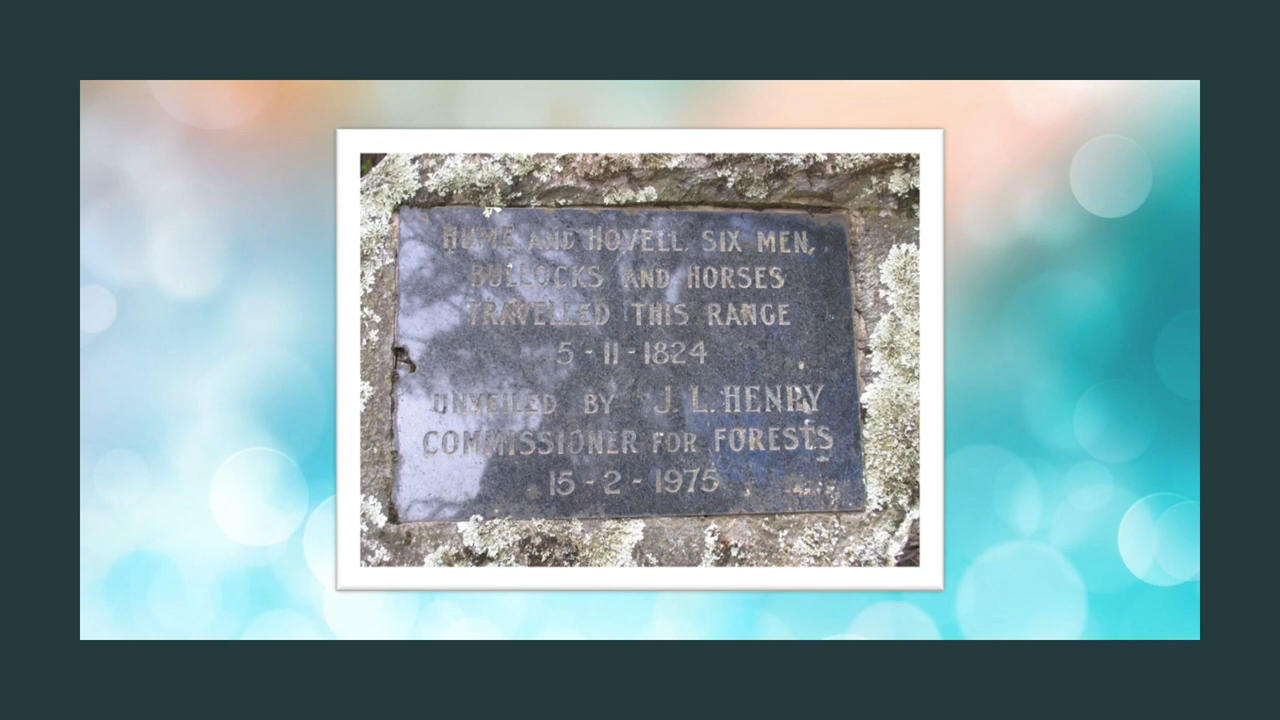 HUME AND HOVELL, SIX MEN,
BULLOCKS AND HORSES
TRAVELLED THIS RANGE
5-11-1824
UNVEILED BY J. L. HENRY
COMMISSIONER FOR FORESTS
15-2-1975